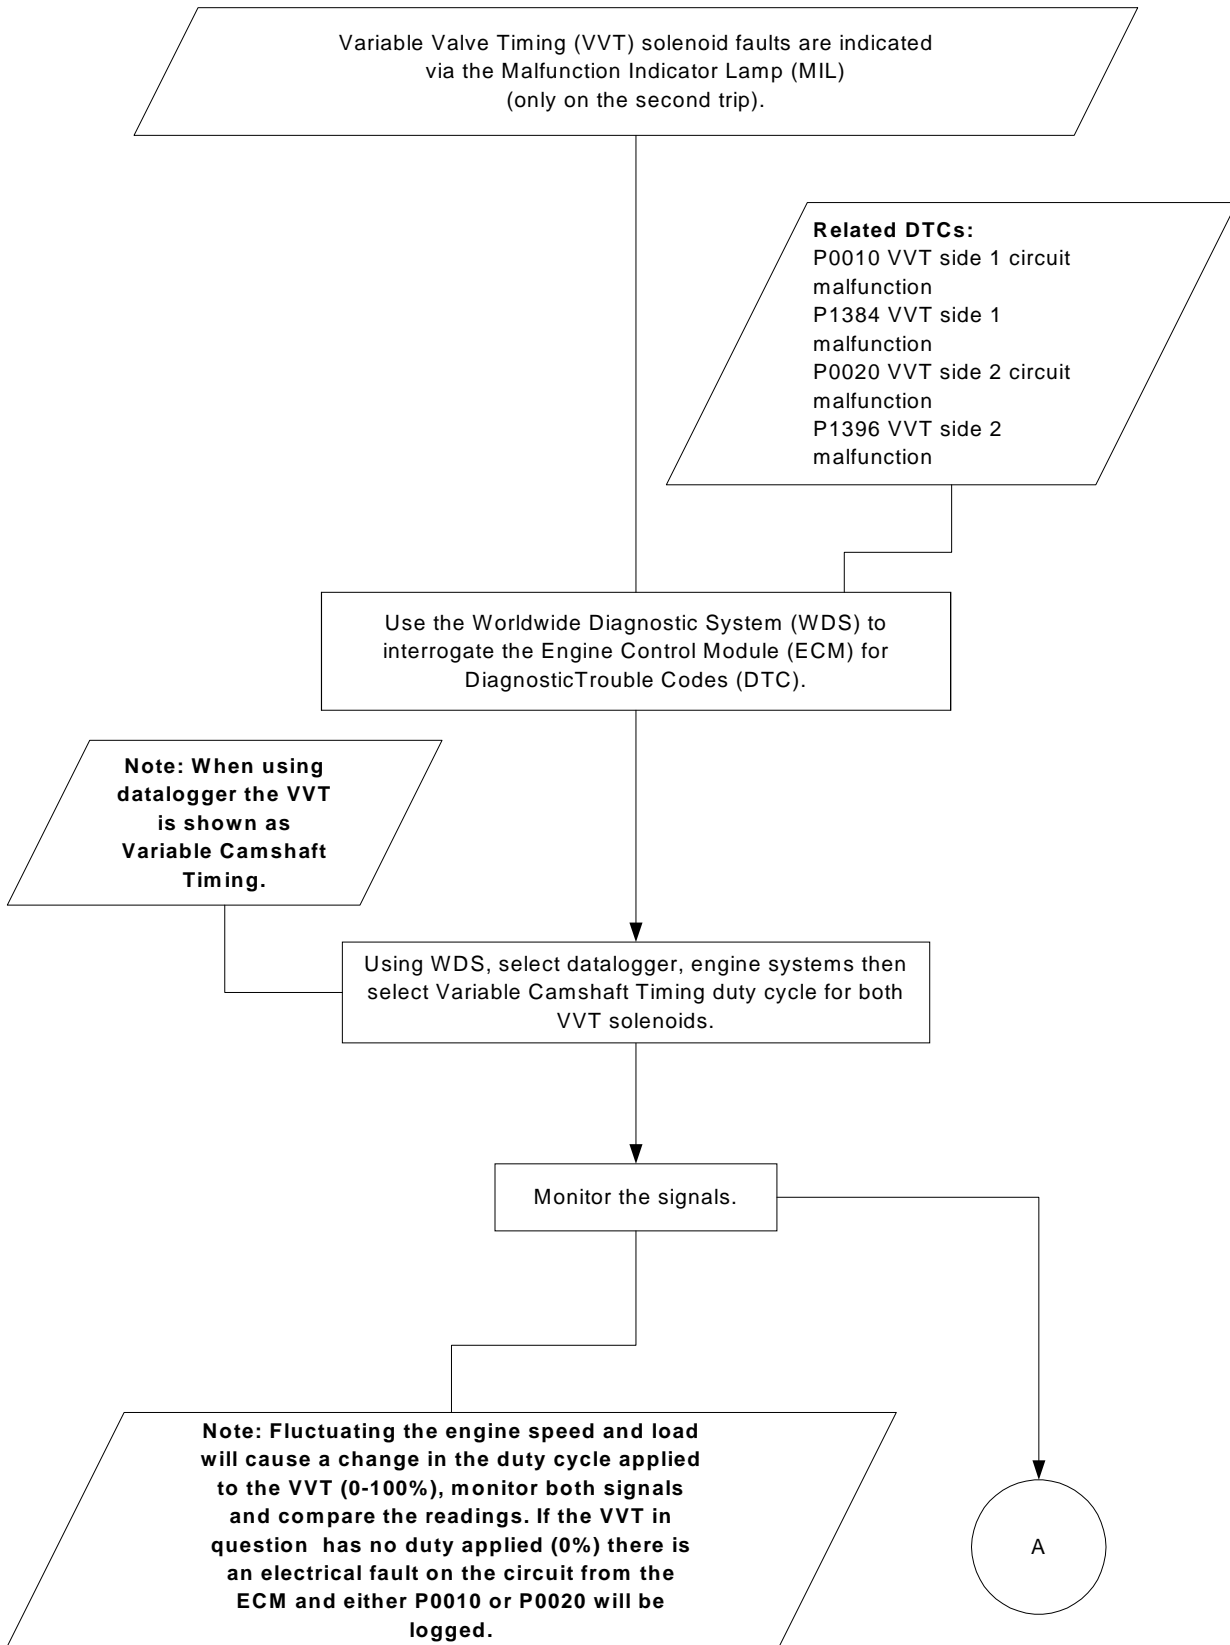 Variable Valve Timing (VVT) solenoid faults are indicated
via the Malfunction Indicator Lamp (MIL)
(only on the second trip).
Related DTCs:
P0010 VVT side 1 circuit
malfunction
P1384 VVT side 1
malfunction
P0020 VVT side 2 circuit
malfunction
P1396 VVT side 2
malfunction
Use the Worldwide Diagnostic System (WDS) to
interrogate the Engine Control Module (ECM) for
DiagnosticTrouble Codes (DTC).
Note: When using
datalogger the VVT
is shown as
Variable Camshaft
Timing.
Using WDS, select datalogger, engine systems then
select Variable Camshaft Timing duty cycle for both
VVT solenoids.
Monitor the signals.
Note: Fluctuating the engine speed and load
will cause a change in the duty cycle applied
to the VVT (0-100%), monitor both signals
and compare the readings. If the VVT in
question  has no duty applied (0%) there is
an electrical fault on the circuit from the
ECM and either P0010 or P0020 will be
logged.
A